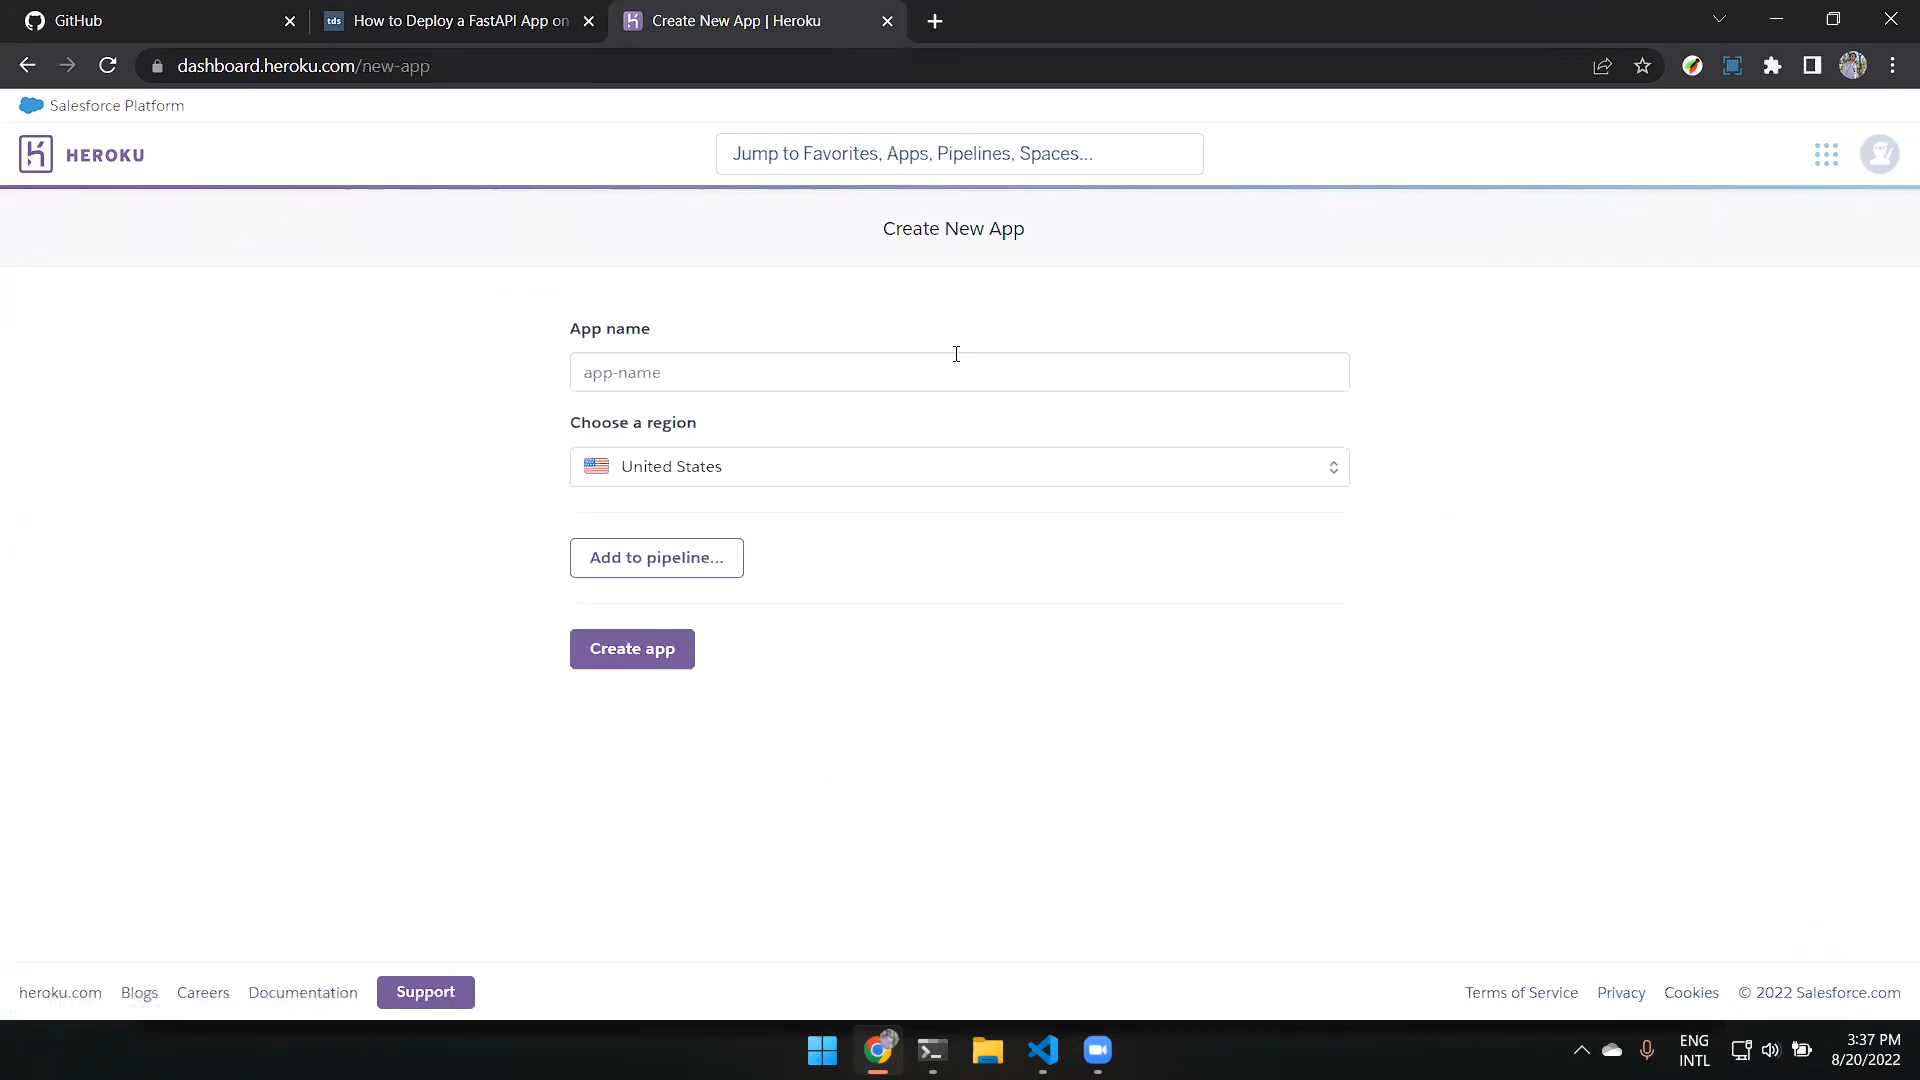 GitHub
tds
How to Deploy a FastAPI App on
Create New App | Heroku
dashboard.heroku.com/new-app
Salesforce Platform
HEROKU
Jump to Favorites, Apps, Pipelines, Spaces...
Create New App
App name
app-name
Choose a region
United States
Add to pipeline...
Create app
heroku.com
Blogs
Careers
Documentation
Support
Terms of Service
Privacy
Cookies
© 2022 Salesforce.com
ENG
INTL
3:37 PM
8/20/2022